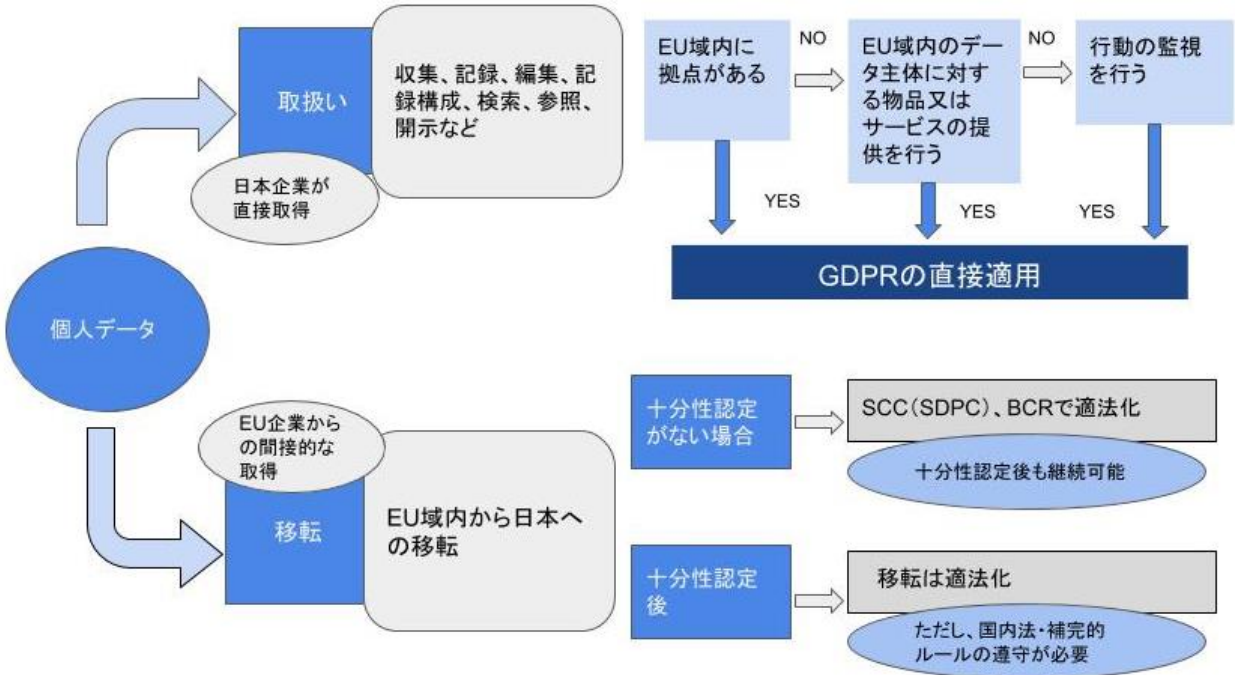 取扱い
収集、記録、編集、記
録構成、検索、参照、
開示など
日本企業が
直接取得
個人データ
EU企業から
の間接的な
取得
移転
EU域内から日本へ
の移転
EU域内に
拠点がある
NO
EU域内のデー
タ主体に対す
る物品又は
サービスの提
供を行う
NO
行動の監視
を行う
YES
YES
YES
GDPRの直接適用
十分性認定
がない場合
SCC(SDPC)、BCRで適法化
十分性認定後も継続可能
十分性認定
後
移転は適法化
ただし、国内法・補完的
ルールの遵守が必要